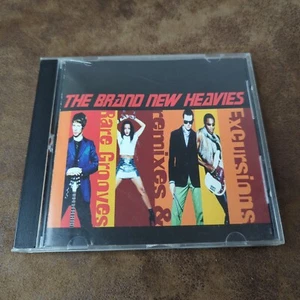 THE BRAND NEW HEAVIES
Excursions
remixes &
Rare Grooves